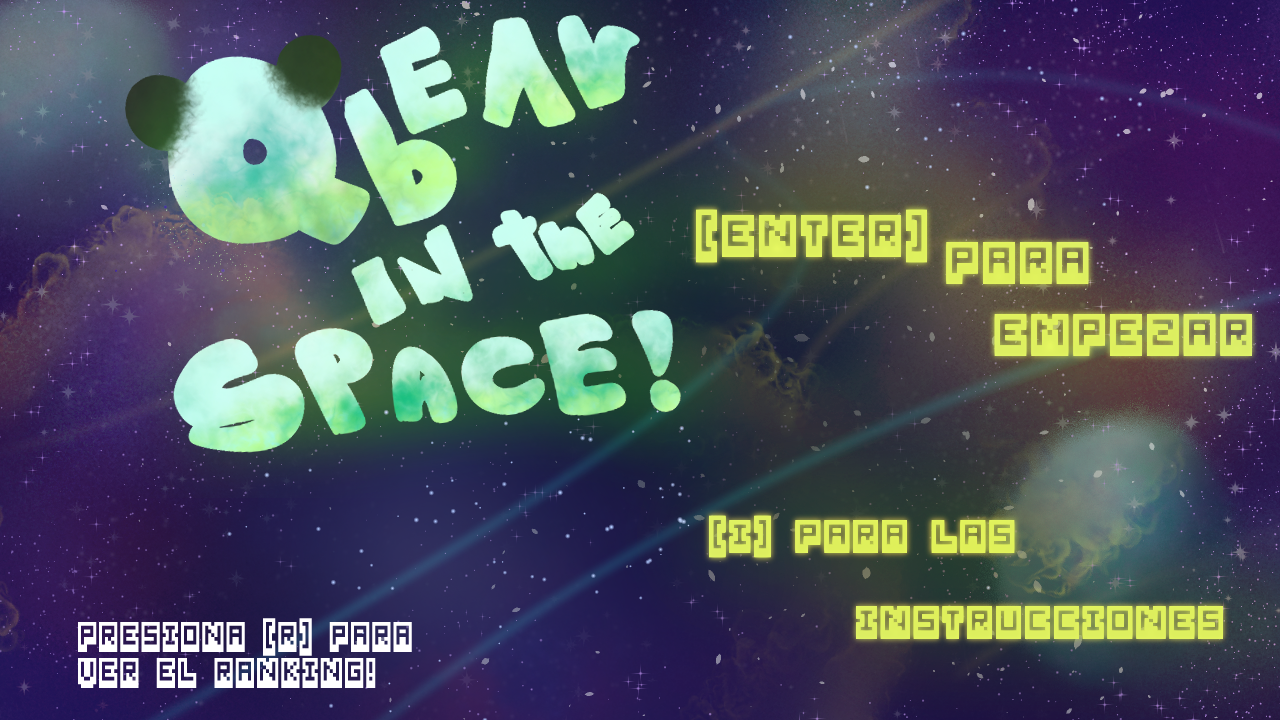 QbEAr
IN thE
SPACE!
[ENTER] PARA
EMPEZAR
[I] PARA LAS
INSTRUCCIONES
PRESIONA [R] PARA
VER EL RANKING!